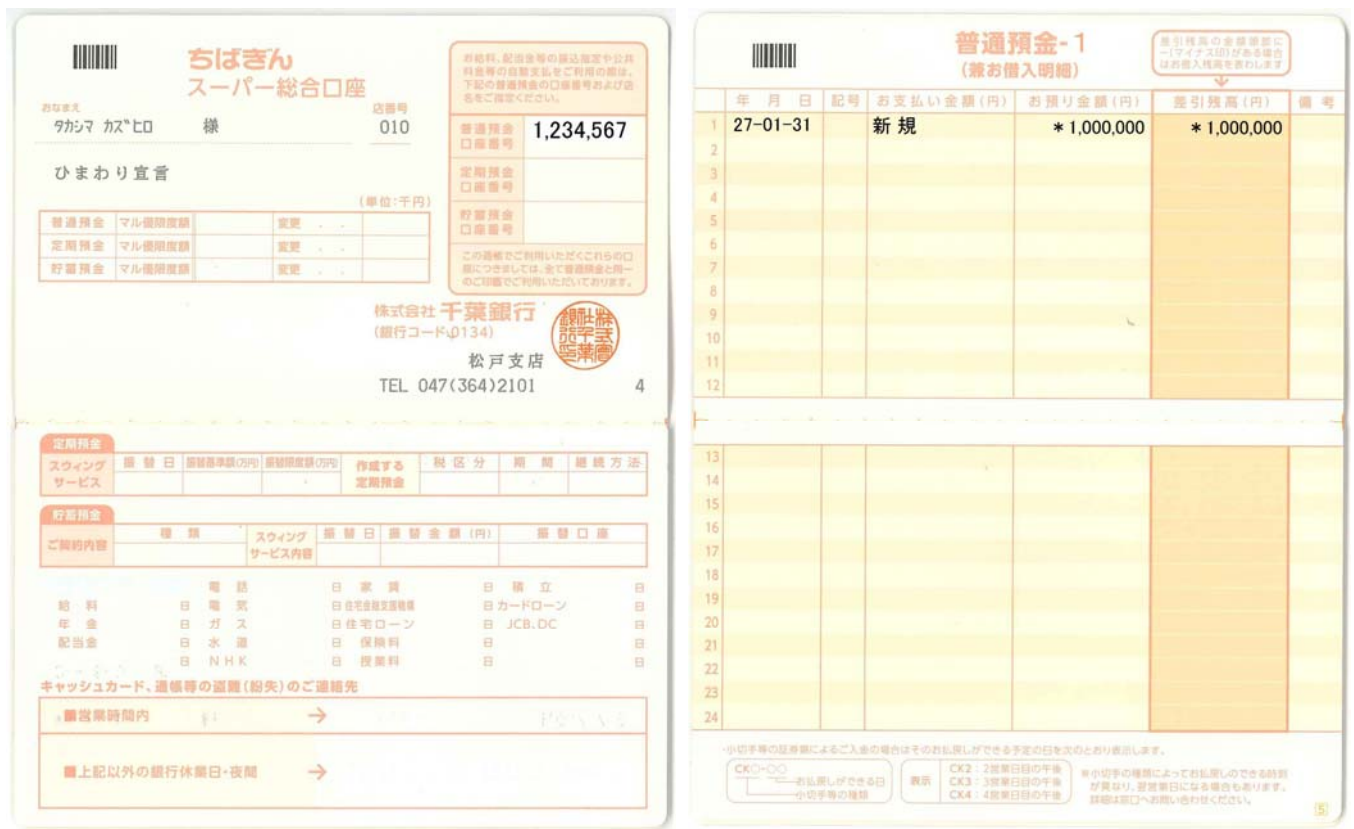 ちばぎん
スーパー総合口座
おなまえ
タカシマ カズヒロ 様
店番号
010
ひまわり宣言
(単位:千円)
普通預金 マル優限度額 変更 . .
定期預金 マル優限度額 変更 . .
貯蓄預金 マル優限度額 変更 . .
お給料、配当金等の振込指定や公共
料金等の自動支払をご利用の際は、
下記の普通預金の口座番号および店
名をご指定ください。
普通預金
口座番号
1,234,567
定期預金
口座番号
貯蓄預金
口座番号
この通帳でご利用いただくこれらの口
座につきましては、全て普通預金と同一
のご印鑑でご利用いただいております。
株式会社 千葉銀行
(銀行コード 0134)
株式會社千葉銀行之印
松戸支店
TEL 047(364)2101 4
定期預金
スウィング
サービス
振替日 振替基準額(万円) 振替限度額(万円) 作成する
定期預金
税区分 期間 継続方法
貯蓄預金
ご契約内容
種類 スウィング
サービス内容
振替日 振替金額(円) 振替口座
電話 日 家賃 日 積立 日
給料 日 電気 日 住宅金融支援機構 日 カードローン 日
年金 日 ガス 日 住宅ローン 日 JCB、DC 日
配当金 日 水道 日 保険料 日 日
日 NHK 日 授業料 日 日
キャッシュカード、通帳等の盗難(紛失)のご連絡先
■営業時間内 →
■上記以外の銀行休業日・夜間 →
普通預金-1
(兼お借入明細)
差引残高の金額頭部に
-(マイナス印)がある場合
はお借入残高を表わします
年月日 記号 お支払い金額(円) お預り金額(円) 差引残高(円) 備考
1 27-01-31 新規 *1,000,000 *1,000,000
2
3
4
5
6
7
8
9
10
11
12
13
14
15
16
17
18
19
20
21
22
23
24
・小切手等の証券類によるご入金の場合はそのお払戻しができる予定の日を次のとおり表示します。
CK○-○○
お払戻しができる日
小切手等の種類
表示
CK2:2営業日目の午後
CK3:3営業日目の午後
CK4:4営業日目の午後
※小切手の種類によってお払戻しのできる時刻
が異なり、翌営業日になる場合もあります。
詳細は窓口へお問い合わせください。
5